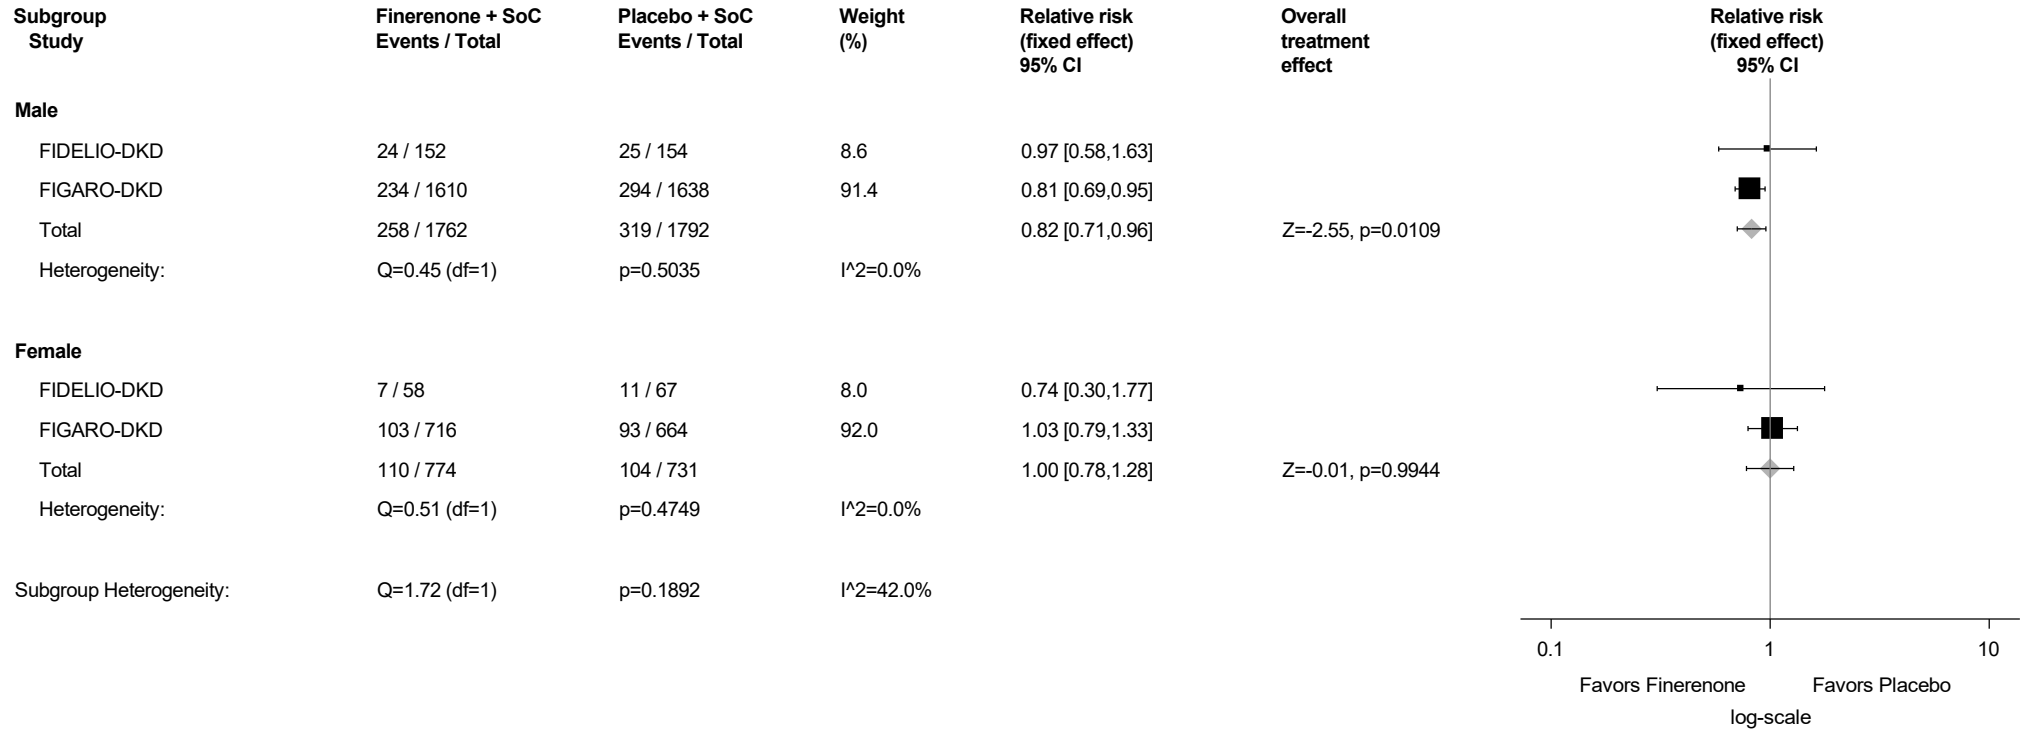 Subgroup Finerenone + SoC Placebo + SoC Weight Relative risk Overall Relative risk
Study Events / Total Events / Total (%) (fixed effect) treatment (fixed effect)
95% CI effect 95% CI
Male
FIDELIO-DKD 24 / 152 25 / 154 8.6 0.97 [0.58,1.63]
FIGARO-DKD 234 / 1610 294 / 1638 91.4 0.81 [0.69,0.95]
Total 258 / 1762 319 / 1792 0.82 [0.71,0.96] Z=-2.55, p=0.0109
Heterogeneity: Q=0.45 (df=1) p=0.5035 I^2=0.0%
Female
FIDELIO-DKD 7 / 58 11 / 67 8.0 0.74 [0.30,1.77]
FIGARO-DKD 103 / 716 93 / 664 92.0 1.03 [0.79,1.33]
Total 110 / 774 104 / 731 1.00 [0.78,1.28] Z=-0.01, p=0.9944
Heterogeneity: Q=0.51 (df=1) p=0.4749 I^2=0.0%
Subgroup Heterogeneity: Q=1.72 (df=1) p=0.1892 I^2=42.0%
0.1 1 10
Favors Finerenone Favors Placebo
log-scale